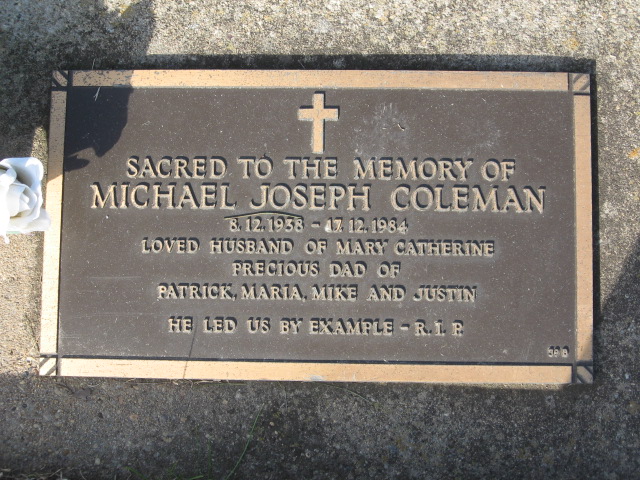 SACRED TO THE MEMORY OF
MICHAEL JOSEPH COLEMAN
8.12.1938 - 17.12.1984
LOVED HUSBAND OF MARY CATHERINE
PRECIOUS DAD OF
PATRICK, MARIA, MIKE AND JUSTIN
HE LED US BY EXAMPLE - R.I.P.